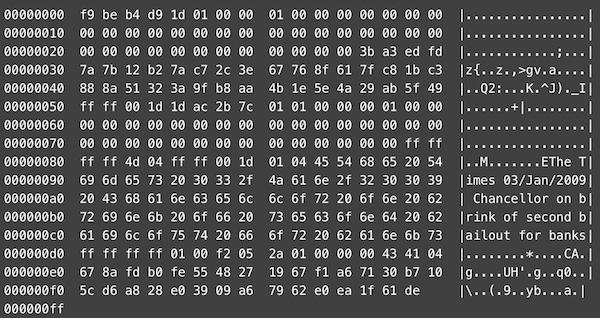 00000000  f9 be b4 d9 1d 01 00 00  01 00 00 00 00 00 00 00  |................|
00000010  00 00 00 00 00 00 00 00  00 00 00 00 00 00 00 00  |................|
00000020  00 00 00 00 00 00 00 00  00 00 00 00 3b a3 ed fd  |............;...|
00000030  7a 7b 12 b2 7a c7 2c 3e  67 76 8f 61 7f c8 1b c3  |z{..z.,>gv.a....|
00000040  88 8a 51 32 3a 9f b8 aa  4b 1e 5e 4a 29 ab 5f 49  |..Q2:...K.^J)._I|
00000050  ff ff 00 1d 1d ac 2b 7c  01 01 00 00 00 01 00 00  |......+|........|
00000060  00 00 00 00 00 00 00 00  00 00 00 00 00 00 00 00  |................|
00000070  00 00 00 00 00 00 00 00  00 00 00 00 00 00 ff ff  |................|
00000080  ff ff 4d 04 ff ff 00 1d  01 04 45 54 68 65 20 54  |..M.......EThe T|
00000090  69 6d 65 73 20 30 33 2f  4a 61 6e 2f 32 30 30 39  |imes 03/Jan/2009|
000000a0  20 43 68 61 6e 63 65 6c  6c 6f 72 20 6f 6e 20 62  | Chancellor on b|
000000b0  72 69 6e 6b 20 6f 66 20  73 65 63 6f 6e 64 20 62  |rink of second b|
000000c0  61 69 6c 6f 75 74 20 66  6f 72 20 62 61 6e 6b 73  |ailout for banks|
000000d0  ff ff ff ff 01 00 f2 05  2a 01 00 00 00 43 41 04  |........*....CA.|
000000e0  67 8a fd b0 fe 55 48 27  19 67 f1 a6 71 30 b7 10  |g....UH'.g..q0..|
000000f0  5c d6 a8 28 e0 39 09 a6  79 62 e0 ea 1f 61 de  |\..(.9..yb...a.|
000000ff